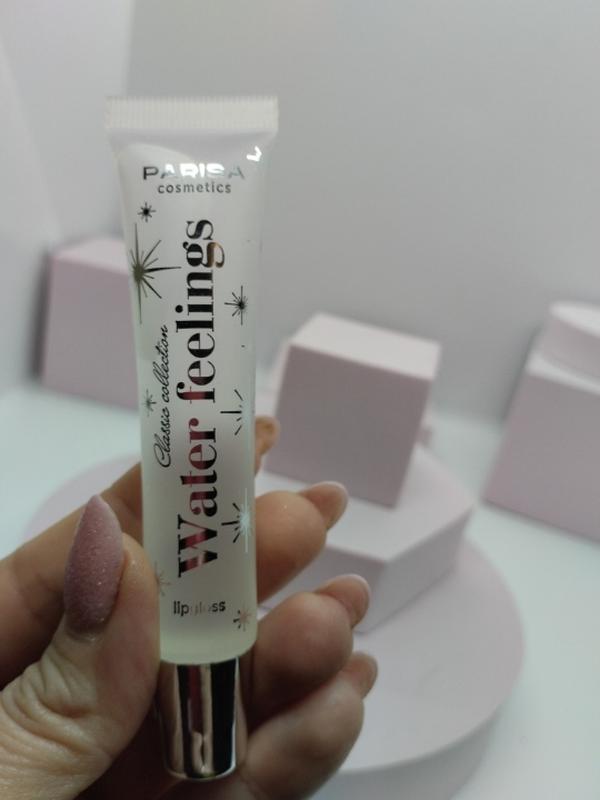 PARISA
cosmetics
Classic collection
Water feelings
lipgloss